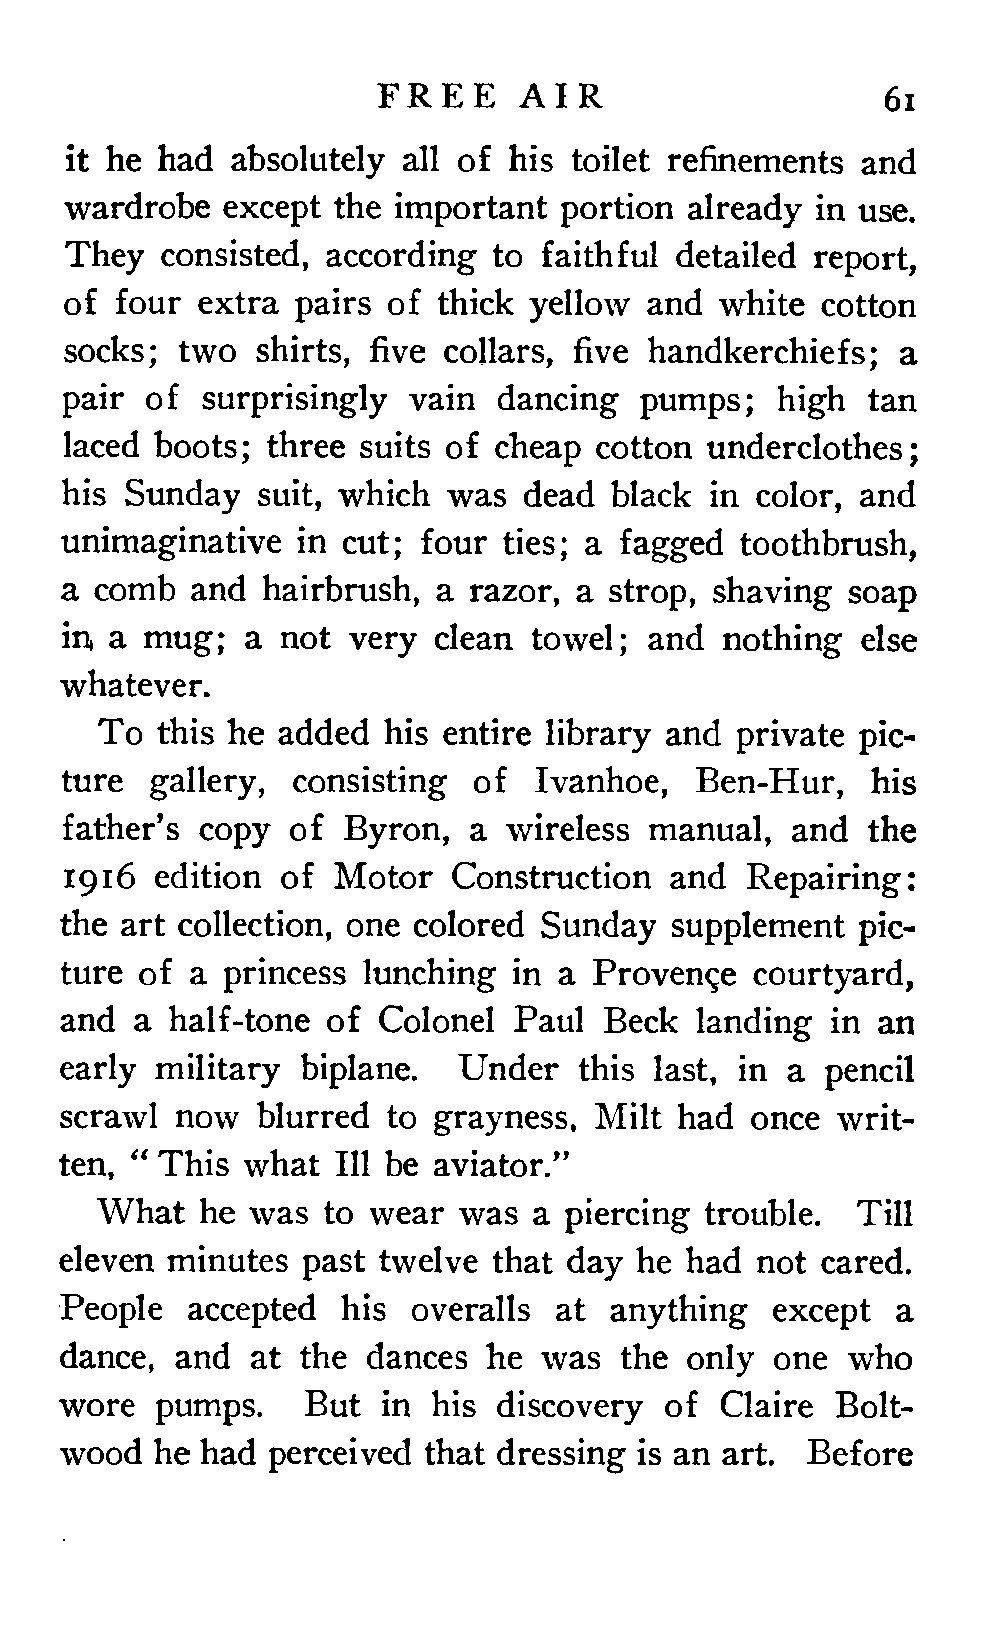 FREE AIR 61
it he had absolutely all of his toilet refinements and
wardrobe except the important portion already in use.
They consisted, according to faithful detailed report,
of four extra pairs of thick yellow and white cotton
socks; two shirts, five collars, five handkerchiefs; a
pair of surprisingly vain dancing pumps; high tan
laced boots; three suits of cheap cotton underclothes;
his Sunday suit, which was dead black in color, and
unimaginative in cut; four ties; a fagged toothbrush,
a comb and hairbrush, a razor, a strop, shaving soap
in a mug; a not very clean towel; and nothing else
whatever.
To this he added his entire library and private pic-
ture gallery, consisting of Ivanhoe, Ben-Hur, his
father's copy of Byron, a wireless manual, and the
1916 edition of Motor Construction and Repairing:
the art collection, one colored Sunday supplement pic-
ture of a princess lunching in a Provençe courtyard,
and a half-tone of Colonel Paul Beck landing in an
early military biplane. Under this last, in a pencil
scrawl now blurred to grayness, Milt had once writ-
ten, "This what Ill be aviator."
What he was to wear was a piercing trouble. Till
eleven minutes past twelve that day he had not cared.
People accepted his overalls at anything except a
dance, and at the dances he was the only one who
wore pumps. But in his discovery of Claire Bolt-
wood he had perceived that dressing is an art. Before